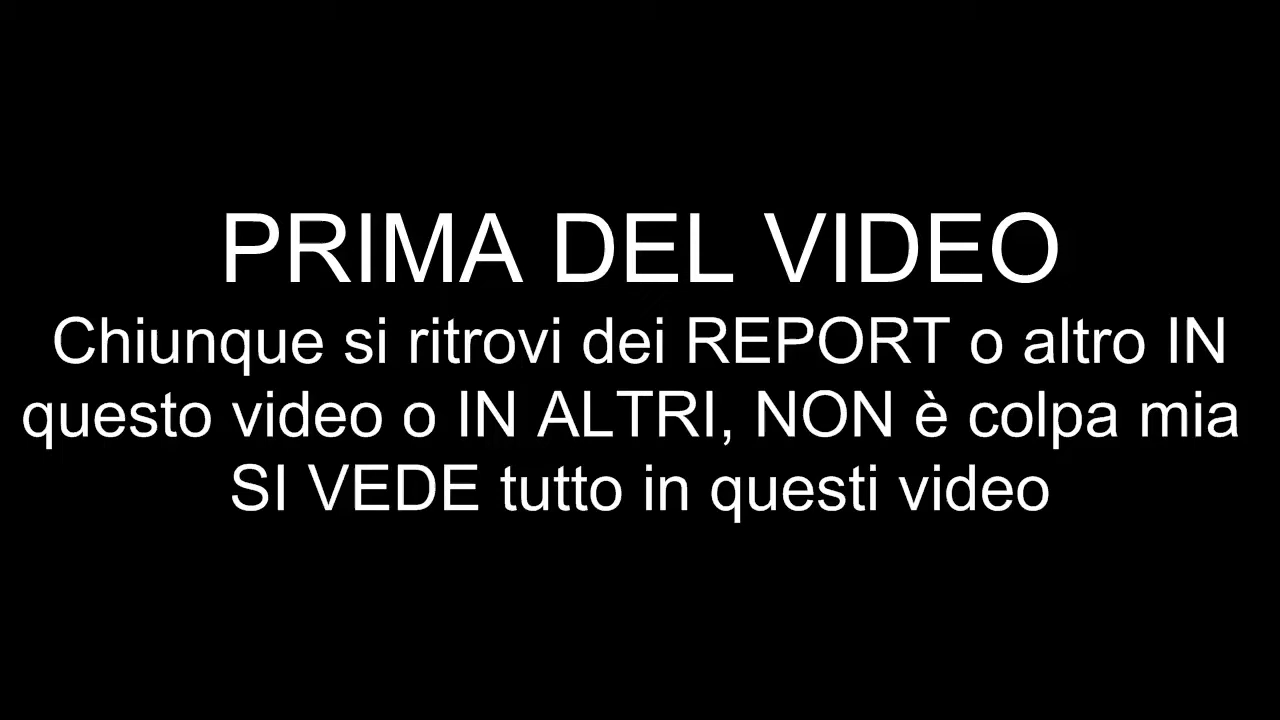 PRIMA DEL VIDEO
Chiunque si ritrovi dei REPORT o altro IN
questo video o IN ALTRI, NON è colpa mia
SI VEDE tutto in questi video